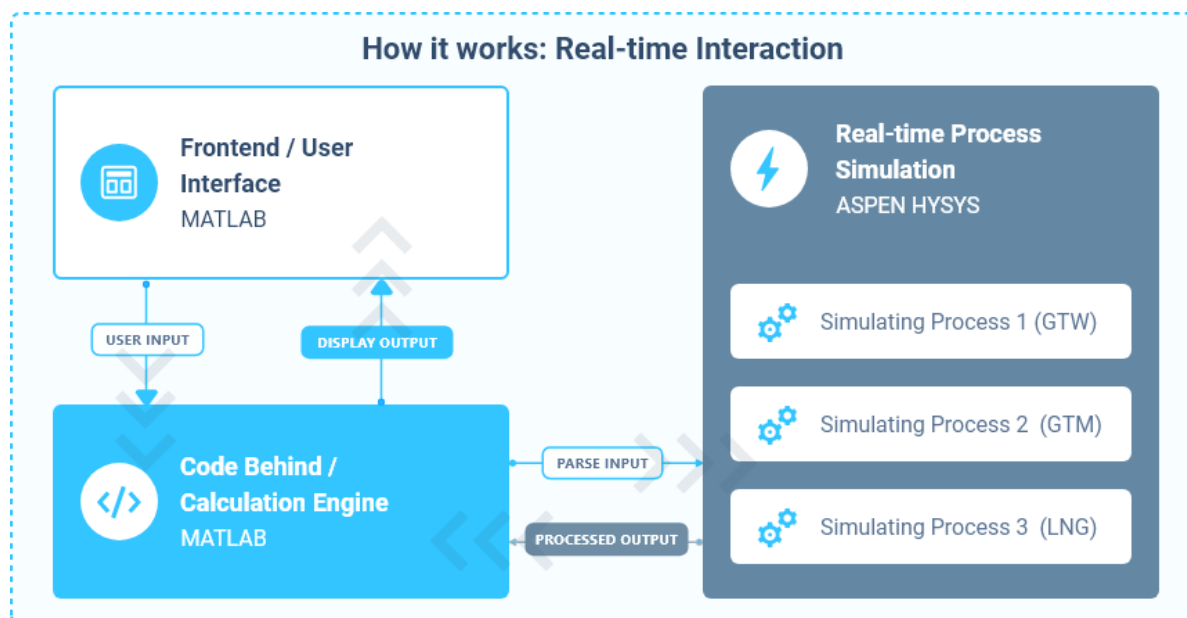 How it works: Real-time Interaction
Frontend / User
Interface
MATLAB
USER INPUT
DISPLAY OUTPUT
Code Behind /
Calculation Engine
MATLAB
PARSE INPUT
PROCESSED OUTPUT
Real-time Process
Simulation
ASPEN HYSYS
Simulating Process 1 (GTW)
Simulating Process 2 (GTM)
Simulating Process 3 (LNG)